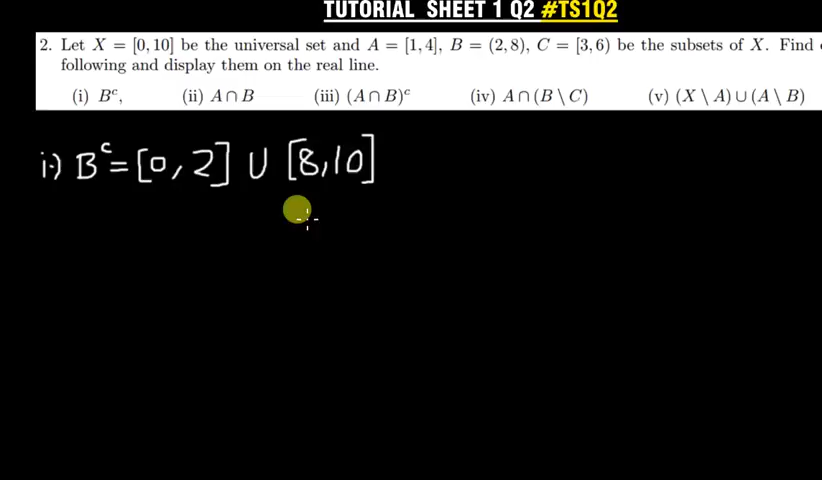 TUTORIAL SHEET 1 Q2 #TS1Q2
2. Let X = [0, 10] be the universal set and A = [1, 4], B = (2, 8), C = [3, 6) be the subsets of X. Find
following and display them on the real line.
(i) Bᶜ, (ii) A ∩ B (iii) (A ∩ B)ᶜ (iv) A ∩ (B \ C) (v) (X \ A) ∪ (A \ B)
i·) Bᶜ = [0, 2] ∪ [8, 10]